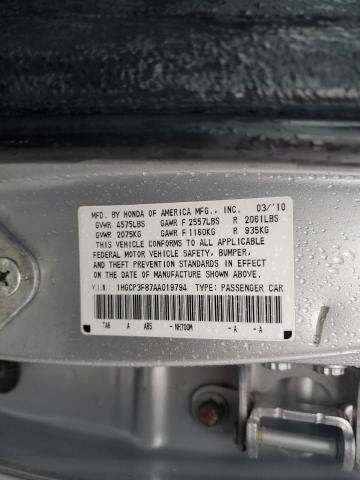 MFD. BY HONDA OF AMERICA MFG., INC. 03/'10
GVWR 4575LBS GAWR F 2557LBS R 2061LBS
GVWR 2075KG GAWR F 1160KG R 935KG
THIS VEHICLE CONFORMS TO ALL APPLICABLE
FEDERAL MOTOR VEHICLE SAFETY, BUMPER,
AND THEFT PREVENTION STANDARDS IN EFFECT
ON THE DATE OF MANUFACTURE SHOWN ABOVE.
V.I.N.: 1HGCP3F87AA019794 TYPE: PASSENGER CAR
TA6 A AB5 - NH700M - A - A